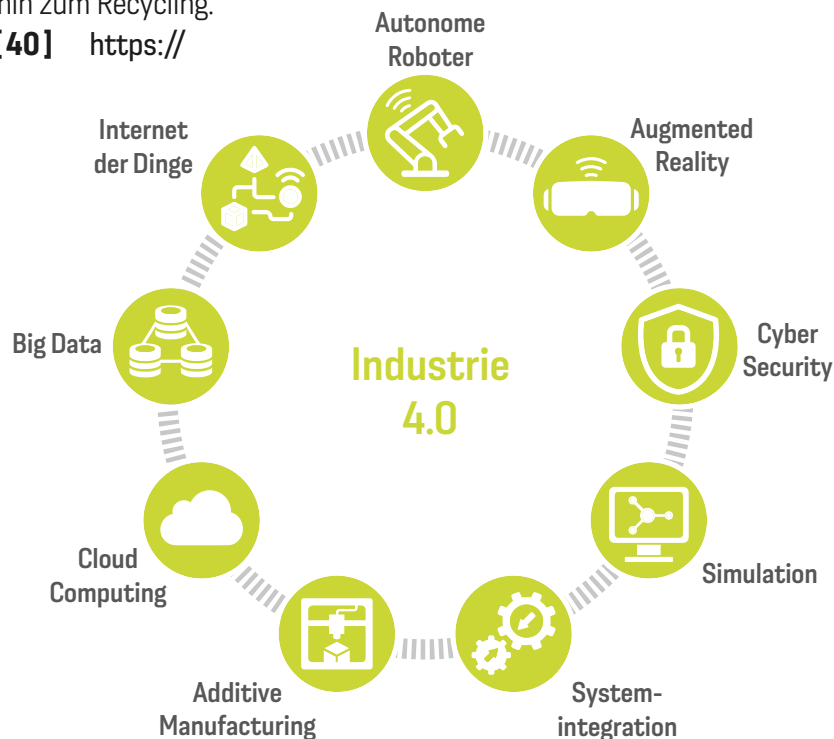 hin zum Recycling.
[40] https://
Autonome
Roboter
Augmented
Reality
Cyber
Security
Simulation
System-
integration
Additive
Manufacturing
Cloud
Computing
Big Data
Internet
der Dinge
Industrie
4.0